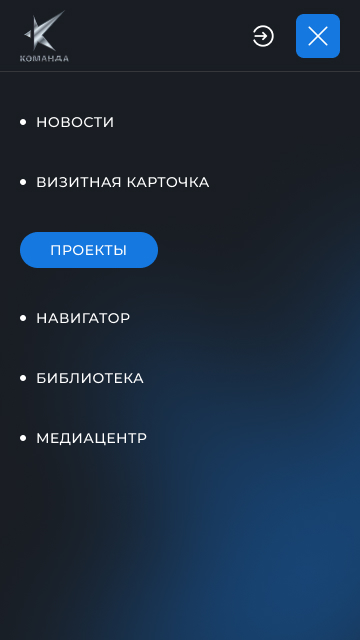 КОМАНДА
НОВОСТИ
ВИЗИТНАЯ КАРТОЧКА
ПРОЕКТЫ
НАВИГАТОР
БИБЛИОТЕКА
МЕДИАЦЕНТР